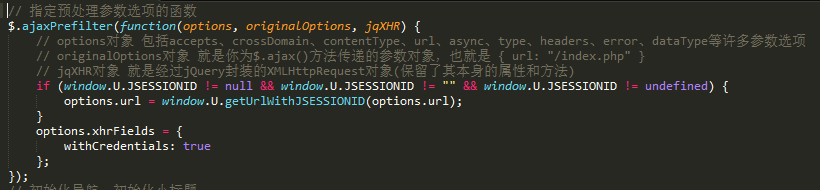 // 指定预处理参数选项的函数
$.ajaxPrefilter(function(options, originalOptions, jqXHR) {
// options对象 包括accepts、crossDomain、contentType、url、async、type、headers、error、dataType等许多参数选项
// originalOptions对象 就是你为$.ajax()方法传递的参数对象，也就是 { url: "/index.php" }
// jqXHR对象 就是经过jQuery封装的XMLHttpRequest对象(保留了其本身的属性和方法)
if (window.U.JSESSIONID != null && window.U.JSESSIONID != "" && window.U.JSESSIONID != undefined) {
options.url = window.U.getUrlWithJSESSIONID(options.url);
}
options.xhrFields = {
withCredentials: true
};
});